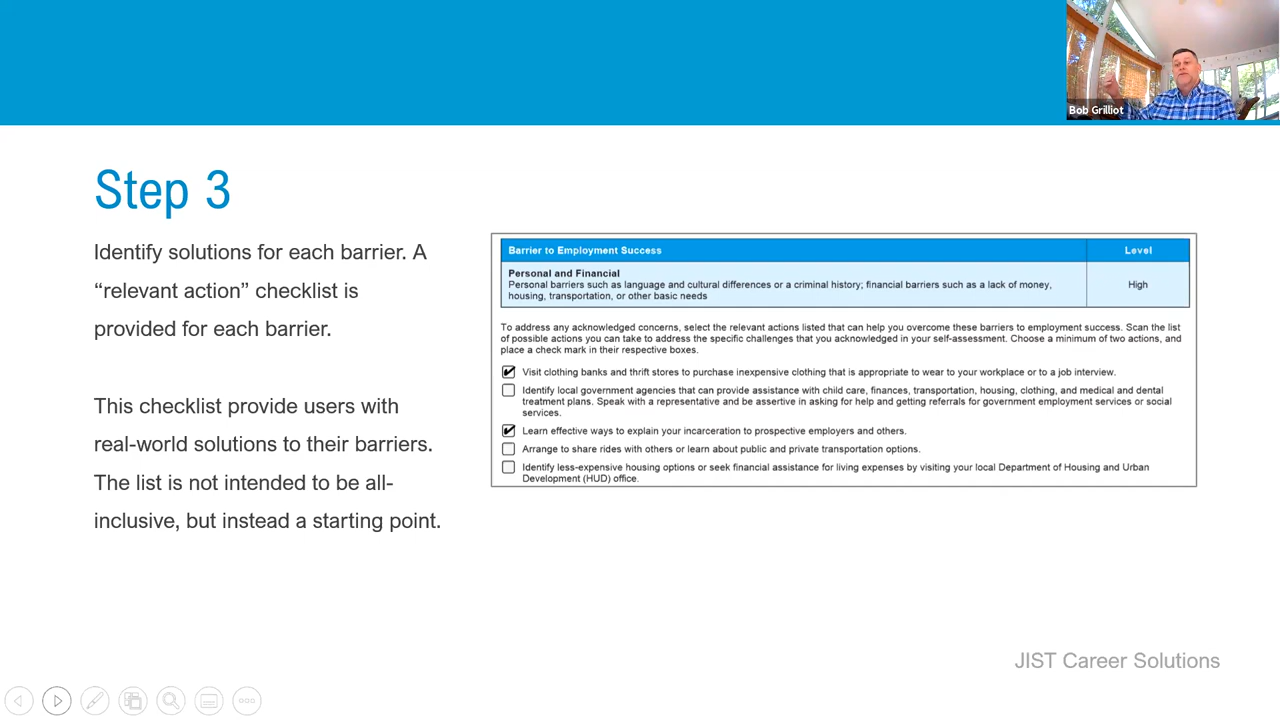 Bob Grilliot
Step 3
Identify solutions for each barrier. A
“relevant action” checklist is
provided for each barrier.
This checklist provide users with
real-world solutions to their barriers.
The list is not intended to be all-
inclusive, but instead a starting point.
Barrier to Employment Success
Level
Personal and Financial
Personal barriers such as language and cultural differences or a criminal history; financial barriers such as a lack of money,
housing, transportation, or other basic needs
High
To address any acknowledged concerns, select the relevant actions listed that can help you overcome these barriers to employment success. Scan the list
of possible actions you can take to address the specific challenges that you acknowledged in your self-assessment. Choose a minimum of two actions, and
place a check mark in their respective boxes.
Visit clothing banks and thrift stores to purchase inexpensive clothing that is appropriate to wear to your workplace or to a job interview.
Identify local government agencies that can provide assistance with child care, finances, transportation, housing, clothing, and medical and dental
treatment plans. Speak with a representative and be assertive in asking for help and getting referrals for government employment services or social
services.
Learn effective ways to explain your incarceration to prospective employers and others.
Arrange to share rides with others or learn about public and private transportation options.
Identify less-expensive housing options or seek financial assistance for living expenses by visiting your local Department of Housing and Urban
Development (HUD) office.
JIST Career Solutions